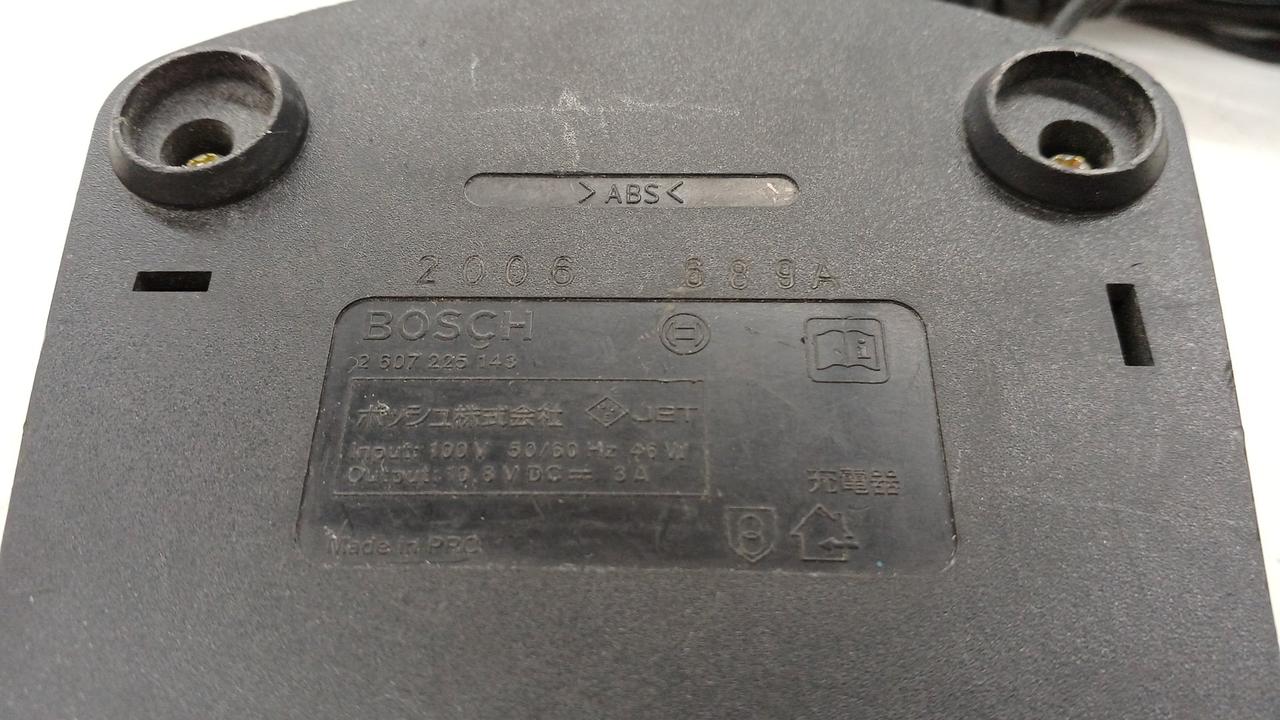 >ABS<
2006 689A
BOSCH
2 607 225 143
ボッシュ株式会社 JET
Input: 100 V 50/60 Hz 46 W
Output: 10,8 V DC 3 A
充電器
Made in PRC